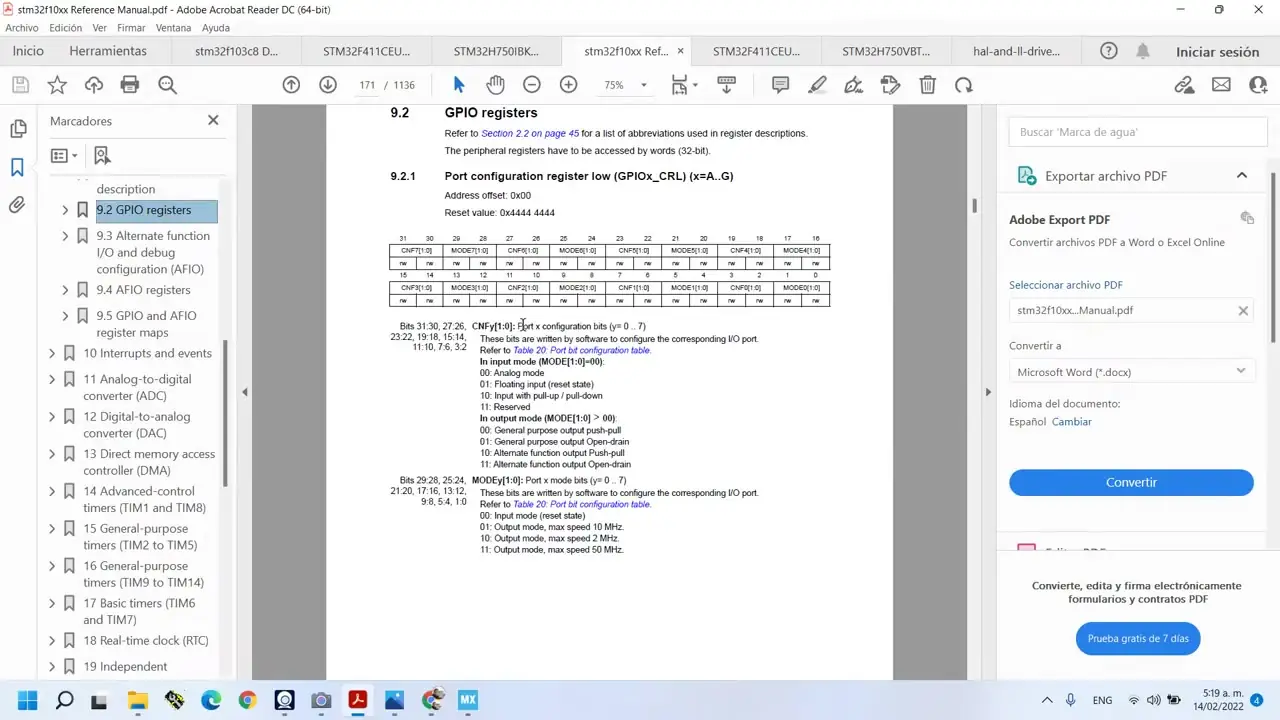 stm32f10xx Reference Manual.pdf - Adobe Acrobat Reader DC (64-bit)
Archivo Edición Ver Firmar Ventana Ayuda
Inicio Herramientas stm32f103c8 D... STM32F411CEU... STM32H750IBK... stm32f10xx Ref... × STM32F411CEU... STM32H750VBT... hal-and-ll-drive... Iniciar sesión
171 / 1136 75%
Marcadores
description
9.2 GPIO registers
9.3 Alternate function
I/O and debug
configuration (AFIO)
9.4 AFIO registers
9.5 GPIO and AFIO
register maps
10 Interrupts and events
11 Analog-to-digital
converter (ADC)
12 Digital-to-analog
converter (DAC)
13 Direct memory access
controller (DMA)
14 Advanced-control
timers (TIM1 and TIM8)
15 General-purpose
timers (TIM2 to TIM5)
16 General-purpose
timers (TIM9 to TIM14)
17 Basic timers (TIM6
and TIM7)
18 Real-time clock (RTC)
19 Independent
9.2 GPIO registers
Refer to Section 2.2 on page 45 for a list of abbreviations used in register descriptions.
The peripheral registers have to be accessed by words (32-bit).
9.2.1 Port configuration register low (GPIOx_CRL) (x=A..G)
Address offset: 0x00
Reset value: 0x4444 4444
31 30 29 28 27 26 25 24 23 22 21 20 19 18 17 16
CNF7[1:0] MODE7[1:0] CNF6[1:0] MODE6[1:0] CNF5[1:0] MODE5[1:0] CNF4[1:0] MODE4[1:0]
rw rw rw rw rw rw rw rw rw rw rw rw rw rw rw rw
15 14 13 12 11 10 9 8 7 6 5 4 3 2 1 0
CNF3[1:0] MODE3[1:0] CNF2[1:0] MODE2[1:0] CNF1[1:0] MODE1[1:0] CNF0[1:0] MODE0[1:0]
rw rw rw rw rw rw rw rw rw rw rw rw rw rw rw rw
Bits 31:30, 27:26, CNFy[1:0]: Port x configuration bits (y= 0 .. 7)
23:22, 19:18, 15:14, These bits are written by software to configure the corresponding I/O port.
11:10, 7:6, 3:2 Refer to Table 20: Port bit configuration table.
In input mode (MODE[1:0]=00):
00: Analog mode
01: Floating input (reset state)
10: Input with pull-up / pull-down
11: Reserved
In output mode (MODE[1:0] > 00):
00: General purpose output push-pull
01: General purpose output Open-drain
10: Alternate function output Push-pull
11: Alternate function output Open-drain
Bits 29:28, 25:24, MODEy[1:0]: Port x mode bits (y= 0 .. 7)
21:20, 17:16, 13:12, These bits are written by software to configure the corresponding I/O port.
9:8, 5:4, 1:0 Refer to Table 20: Port bit configuration table.
00: Input mode (reset state)
01: Output mode, max speed 10 MHz.
10: Output mode, max speed 2 MHz.
11: Output mode, max speed 50 MHz.
Buscar 'Marca de agua'
Exportar archivo PDF
Adobe Export PDF
Convertir archivos PDF a Word o Excel Online
Seleccionar archivo PDF
stm32f10xx...Manual.pdf
Convertir a
Microsoft Word (*.docx)
Idioma del documento:
Español Cambiar
Convertir
Convierte, edita y firma electrónicamente
formularios y contratos PDF
Prueba gratis de 7 días
MX
ENG
5:19 a. m.
14/02/2022
4